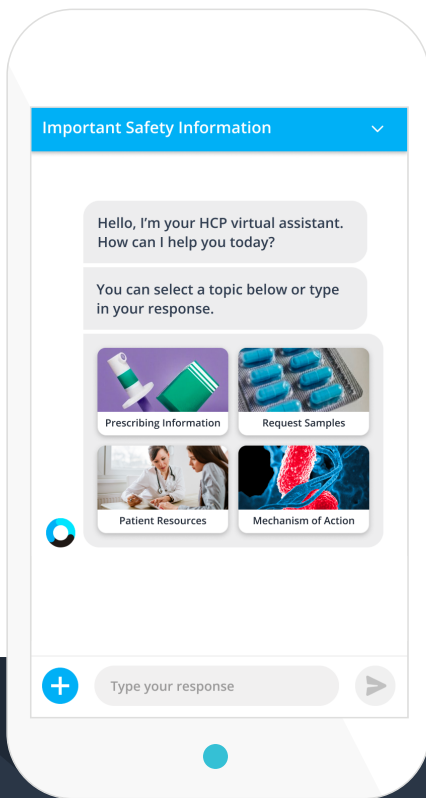 Important Safety Information
Hello, I'm your HCP virtual assistant.
How can I help you today?
You can select a topic below or type
in your response.
Prescribing Information
Request Samples
Patient Resources
Mechanism of Action
Type your response